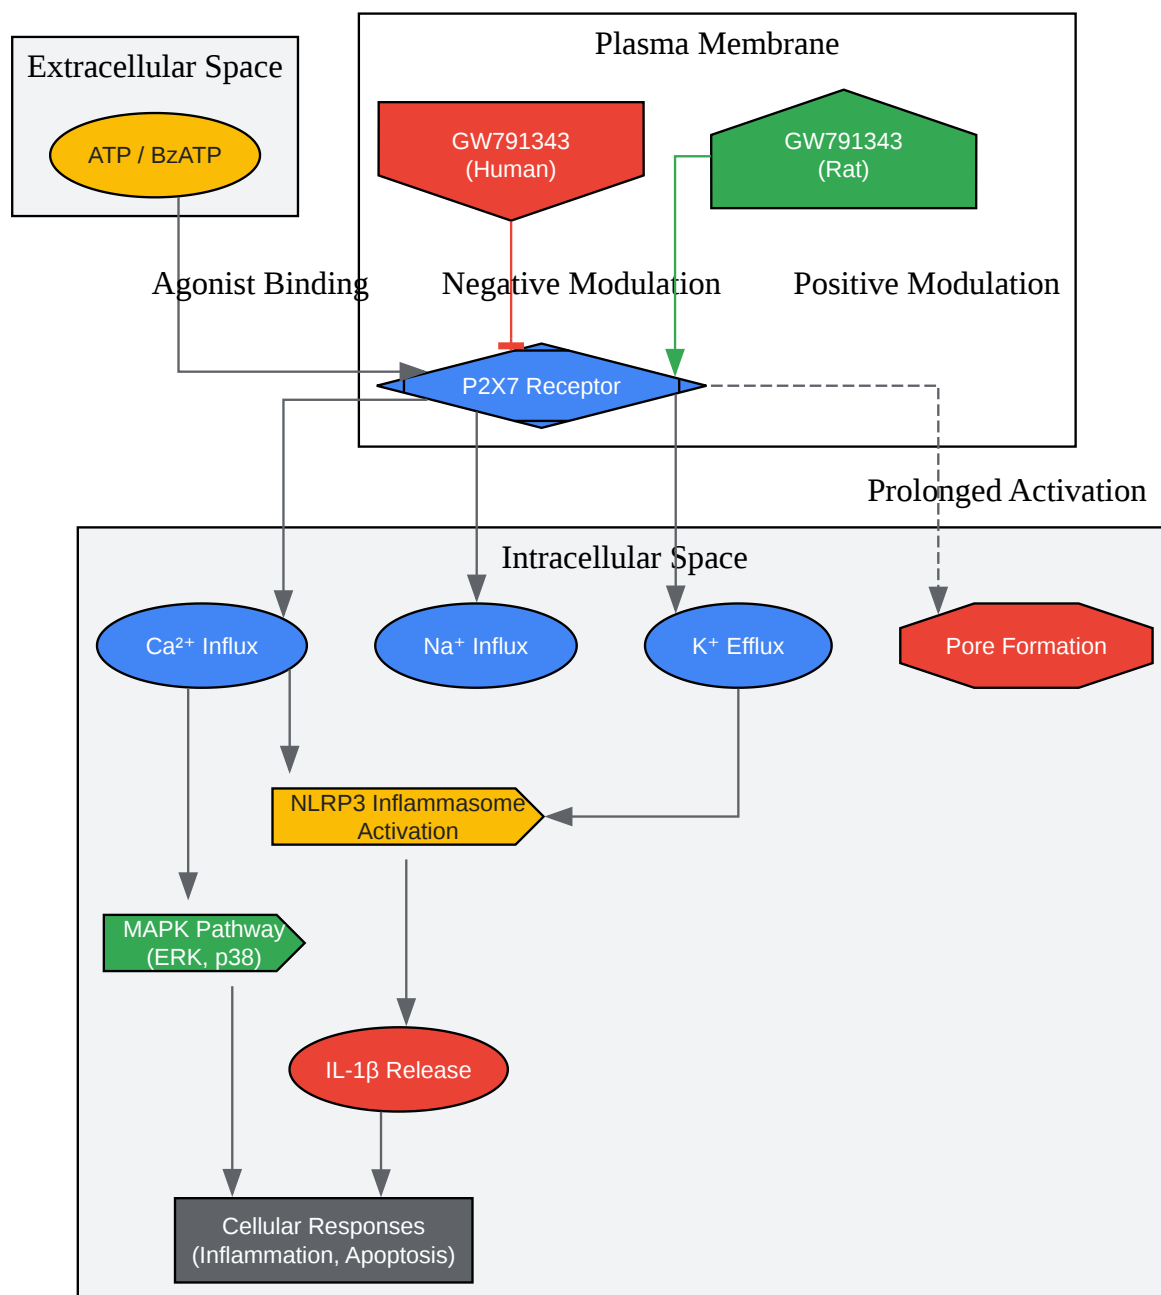 Plasma Membrane
Extracellular Space
ATP / BzATP
GW791343
(Human)
GW791343
(Rat)
Agonist Binding
Negative Modulation
Positive Modulation
P2X7 Receptor
Prolonged Activation
Intracellular Space
Ca²⁺ Influx
Na⁺ Influx
K⁺ Efflux
Pore Formation
NLRP3 Inflammasome
Activation
MAPK Pathway
(ERK, p38)
IL-1β Release
Cellular Responses
(Inflammation, Apoptosis)